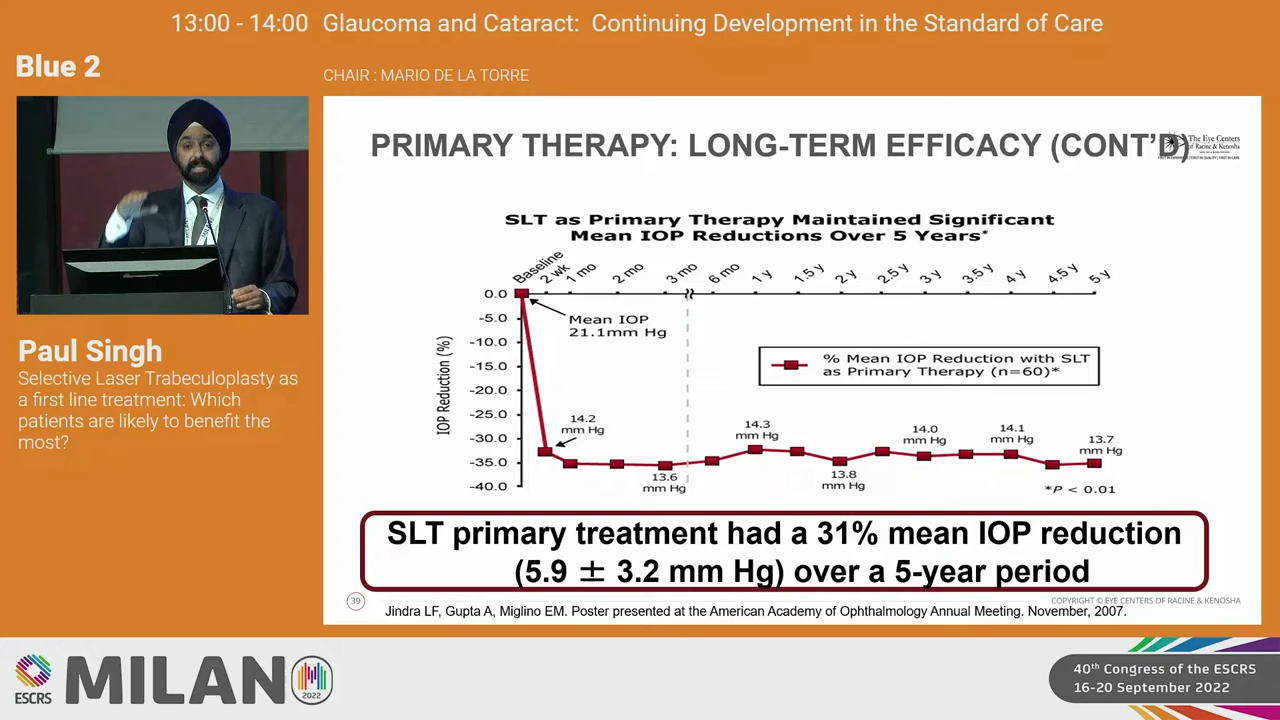 13:00 - 14:00 Glaucoma and Cataract: Continuing Development in the Standard of Care
Blue 2
CHAIR : MARIO DE LA TORRE
PRIMARY THERAPY: LONG-TERM EFFICACY (CONT'D)
The Eye Centers
of Racine & Kenosha
SLT as Primary Therapy Maintained Significant
Mean IOP Reductions Over 5 Years*
Baseline 2 wk 1 mo 2 mo 3 mo 6 mo 1 y 1.5 y 2 y 2.5 y 3 y 3.5 y 4 y 4.5 y 5 y
IOP Reduction (%)
0.0
-5.0
-10.0
-15.0
-20.0
-25.0
-30.0
-35.0
-40.0
Mean IOP
21.1mm Hg
% Mean IOP Reduction with SLT
as Primary Therapy (n=60)*
14.2
mm Hg
13.6
mm Hg
14.3
mm Hg
13.8
mm Hg
14.0
mm Hg
14.1
mm Hg
13.7
mm Hg
*P < 0.01
SLT primary treatment had a 31% mean IOP reduction
(5.9 ± 3.2 mm Hg) over a 5-year period
39
COPYRIGHT © EYE CENTERS OF RACINE & KENOSHA
Jindra LF, Gupta A, Miglino EM. Poster presented at the American Academy of Ophthalmology Annual Meeting. November, 2007.
Paul Singh
Selective Laser Trabeculoplasty as
a first line treatment: Which
patients are likely to benefit the
most?
ESCRS
MILANO
2022
40th Congress of the ESCRS
16-20 September 2022